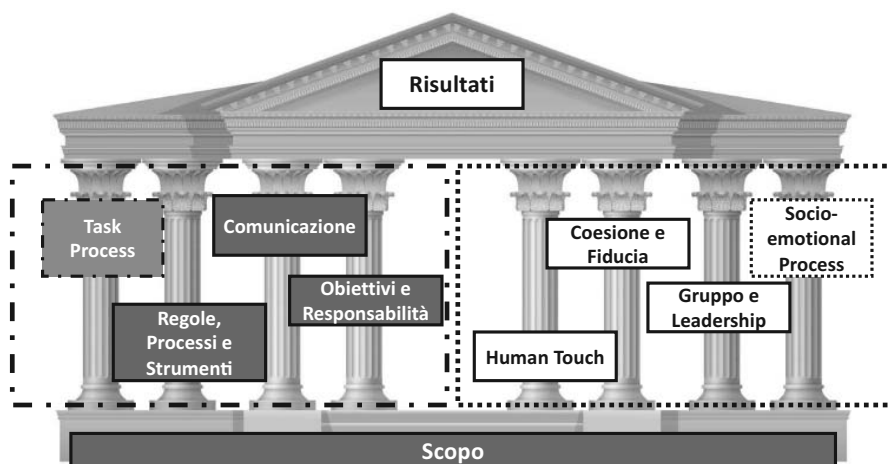 Risultati
Task
Process
Comunicazione
Regole,
Processi e
Strumenti
Obiettivi e
Responsabilità
Human Touch
Coesione e
Fiducia
Gruppo e
Leadership
Socio-
emotional
Process
Scopo